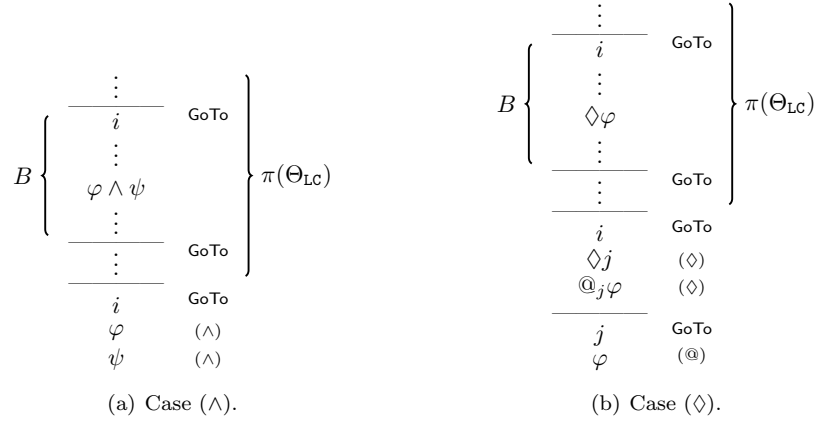 ⋮
i GoTo
⋮
B φ ∧ ψ π(Θ_LC)
⋮
GoTo
⋮
GoTo
i
φ (∧)
ψ (∧)
(a) Case (∧).
⋮
GoTo
i
⋮
B ◊φ π(Θ_LC)
⋮
GoTo
⋮
GoTo
i
◊j (◊)
@_jφ (◊)
GoTo
j
φ (@)
(b) Case (◊).